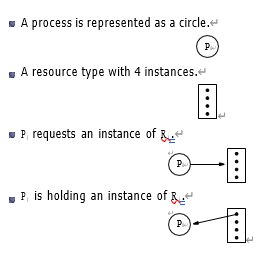 A process is represented as a circle.
P
A resource type with 4 instances.
P requests an instance of R.
P
P is holding an instance of R.
P